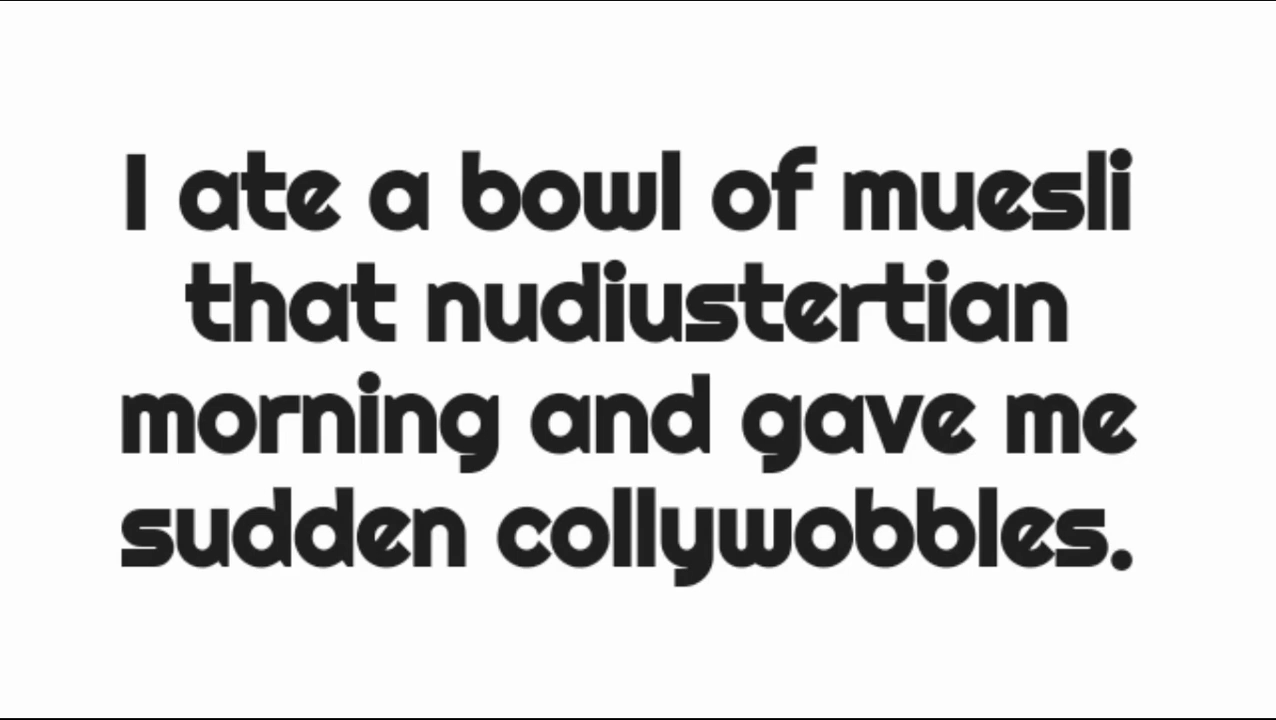 I ate a bowl of muesli
that nudiustertian
morning and gave me
sudden collywobbles.